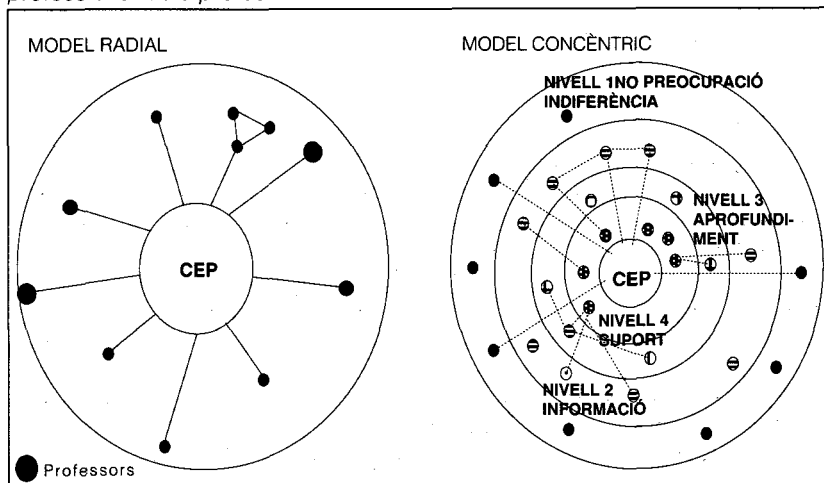 MODEL RADIAL
CEP
Professors
MODEL CONCÈNTRIC
NIVELL 1NO PREOCUPACIÓ
INDIFERÈNCIA
NIVELL 3
APROFUNDI-
MENT
CEP
NIVELL 4
SUPORT
NIVELL 2
INFORMACIÓ